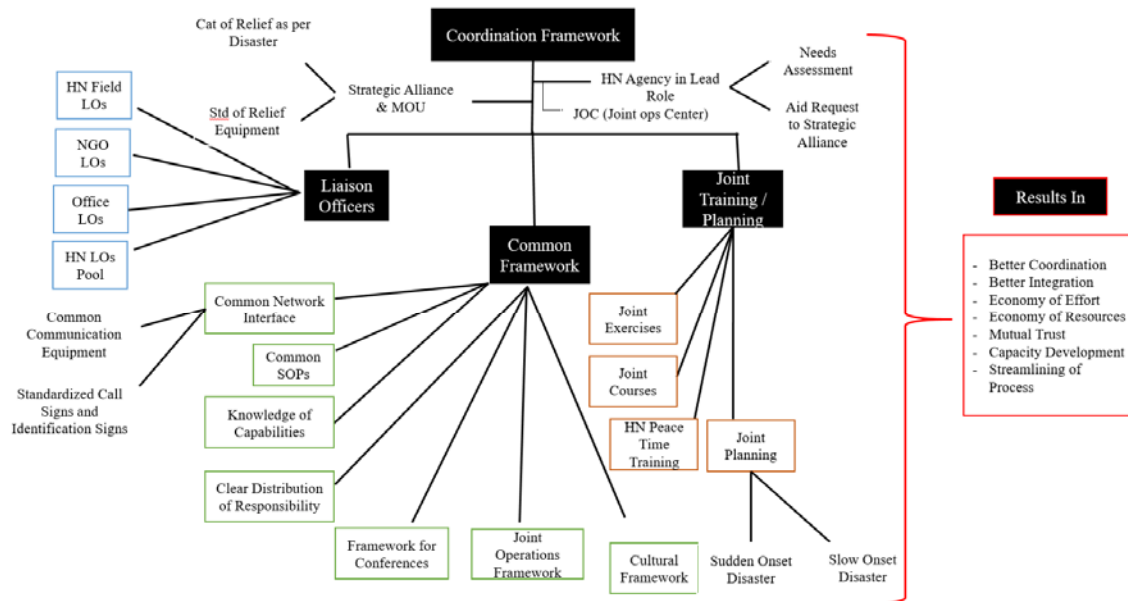 Coordination Framework
Cat of Relief as per
Disaster
Std of Relief
Equipment
Strategic Alliance
& MOU
HN Agency in Lead
Role
JOC (Joint ops Center)
Needs
Assessment
Aid Request
to Strategic
Alliance
HN Field
LOs
NGO
LOs
Office
LOs
HN LOs
Pool
Liaison
Officers
Joint
Training /
Planning
Common
Framework
Common Network
Interface
Common
SOPs
Knowledge of
Capabilities
Clear Distribution
of Responsibility
Framework for
Conferences
Joint
Operations
Framework
Cultural
Framework
Common
Communication
Equipment
Standardized Call
Signs and
Identification Signs
Joint
Exercises
Joint
Courses
HN Peace
Time
Training
Joint
Planning
Sudden Onset
Disaster
Slow Onset
Disaster
Results In
- Better Coordination
- Better Integration
- Economy of Effort
- Economy of Resources
- Mutual Trust
- Capacity Development
- Streamlining of
Process